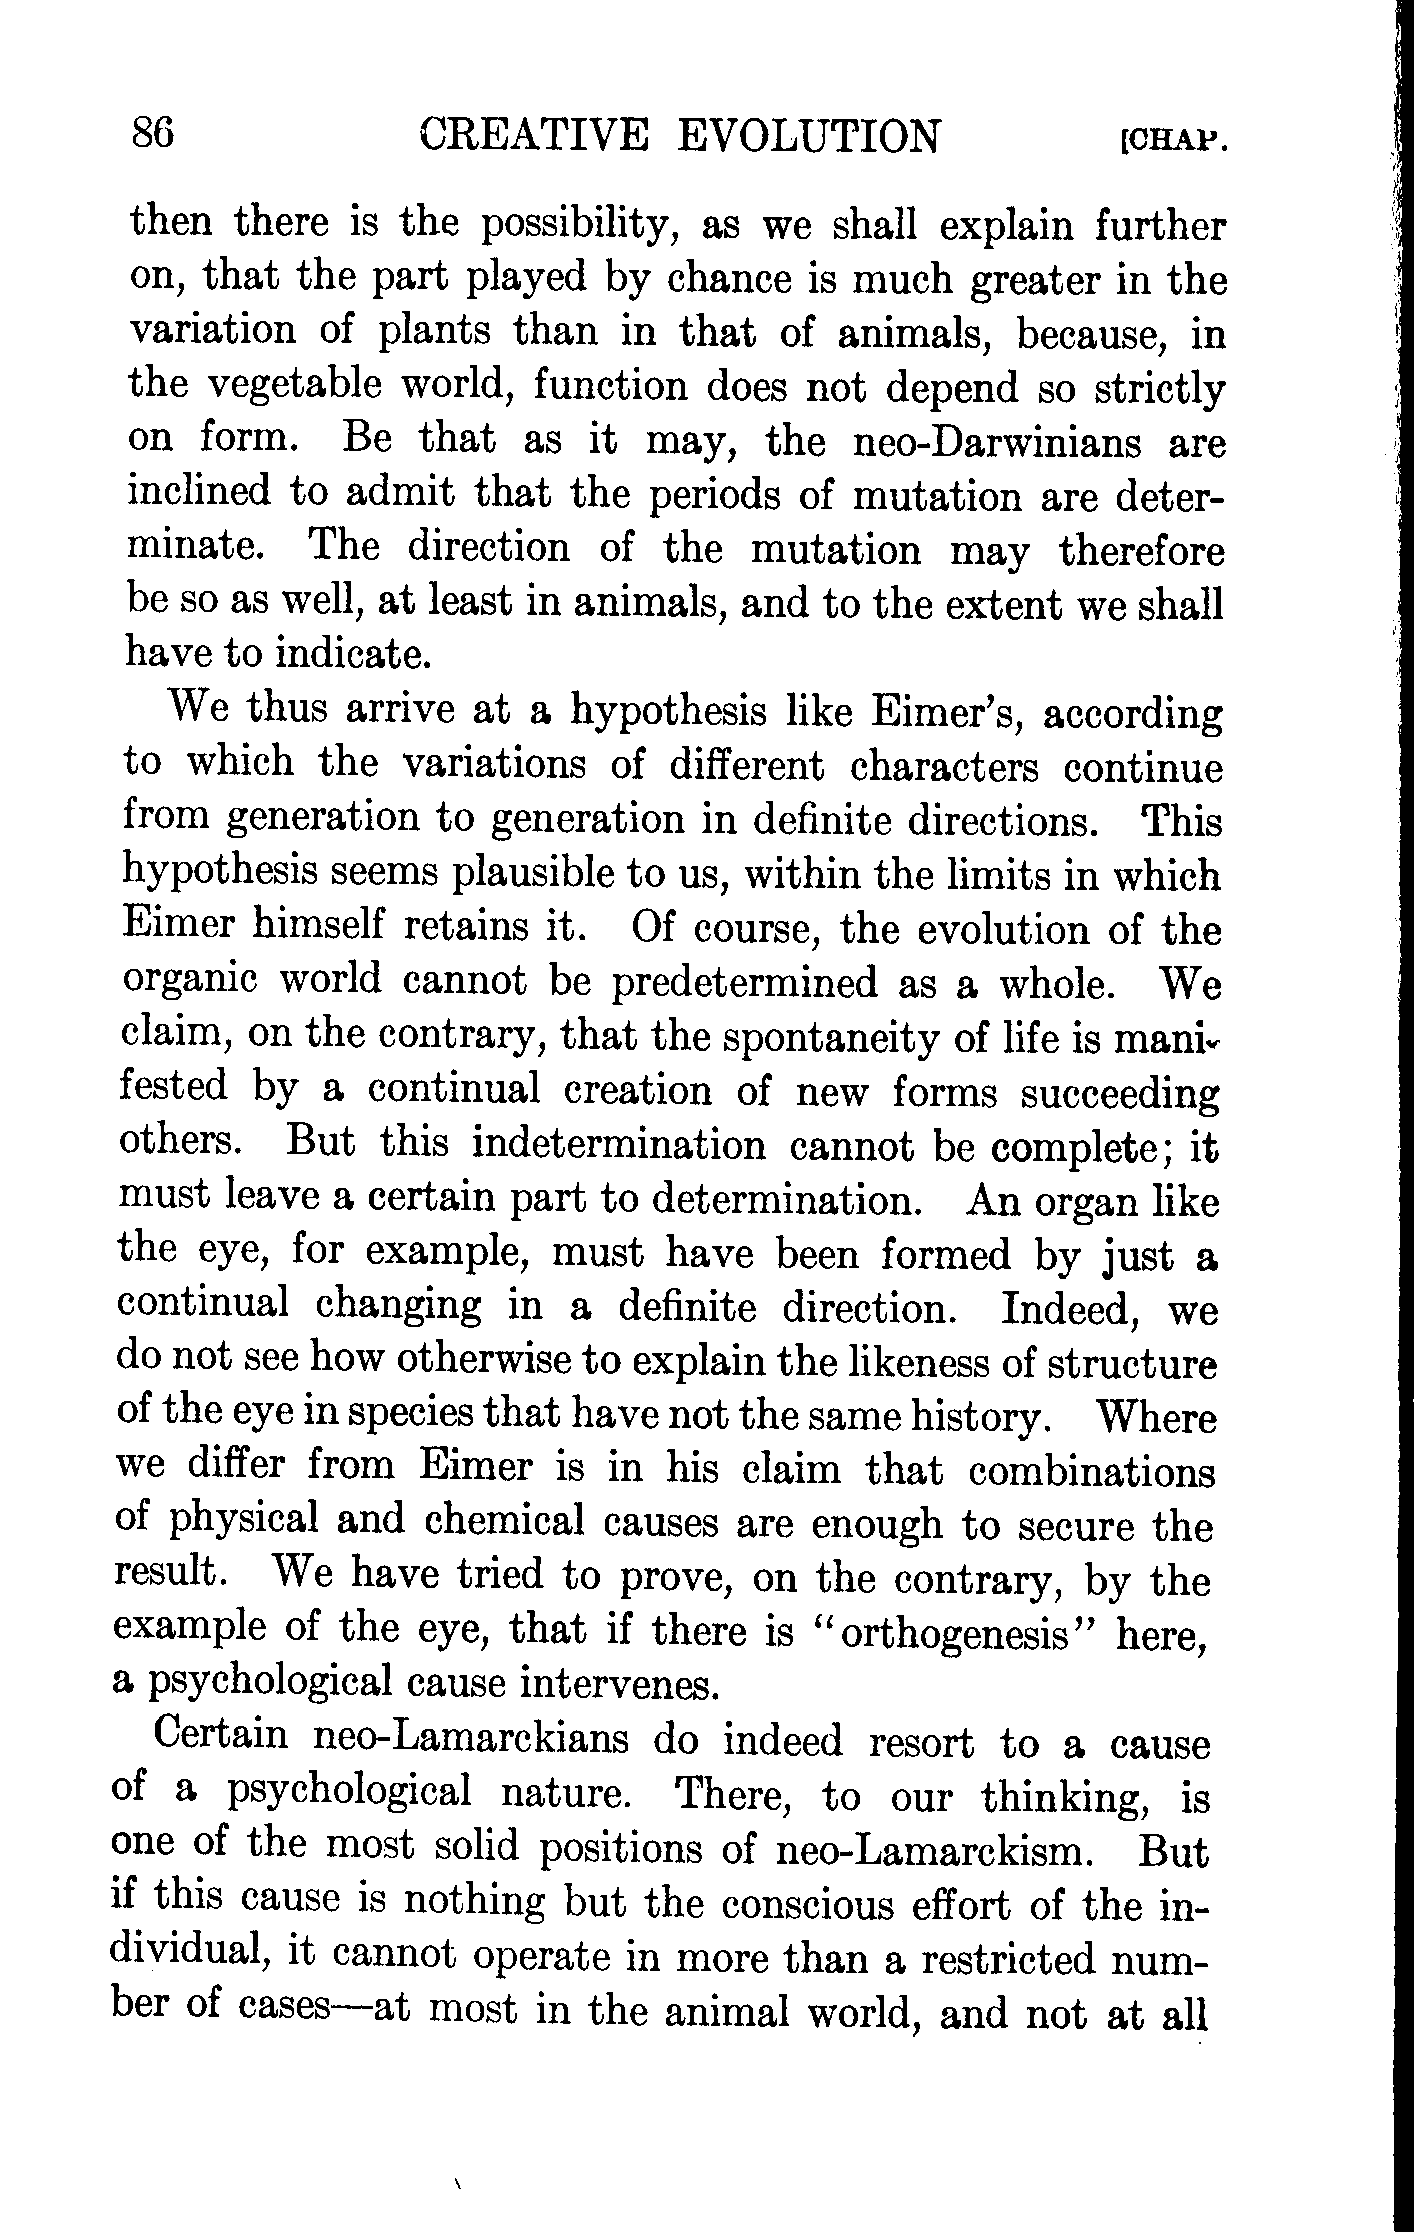 86 CREATIVE EVOLUTION [CHAP.
then there is the possibility, as we shall explain further
on, that the part played by chance is much greater in the
variation of plants than in that of animals, because, in
the vegetable world, function does not depend so strictly
on form. Be that as it may, the neo-Darwinians are
inclined to admit that the periods of mutation are deter-
minate. The direction of the mutation may therefore
be so as well, at least in animals, and to the extent we shall
have to indicate.
We thus arrive at a hypothesis like Eimer's, according
to which the variations of different characters continue
from generation to generation in definite directions. This
hypothesis seems plausible to us, within the limits in which
Eimer himself retains it. Of course, the evolution of the
organic world cannot be predetermined as a whole. We
claim, on the contrary, that the spontaneity of life is mani-
fested by a continual creation of new forms succeeding
others. But this indetermination cannot be complete; it
must leave a certain part to determination. An organ like
the eye, for example, must have been formed by just a
continual changing in a definite direction. Indeed, we
do not see how otherwise to explain the likeness of structure
of the eye in species that have not the same history. Where
we differ from Eimer is in his claim that combinations
of physical and chemical causes are enough to secure the
result. We have tried to prove, on the contrary, by the
example of the eye, that if there is "orthogenesis" here,
a psychological cause intervenes.
Certain neo-Lamarckians do indeed resort to a cause
of a psychological nature. There, to our thinking, is
one of the most solid positions of neo-Lamarckism. But
if this cause is nothing but the conscious effort of the in-
dividual, it cannot operate in more than a restricted num-
ber of cases—at most in the animal world, and not at all